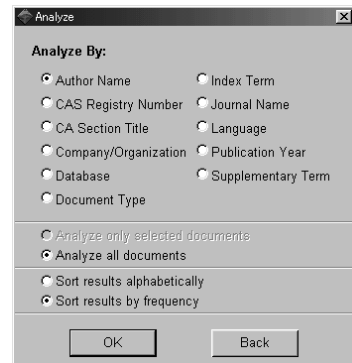 Analyze
Analyze By:
Author Name Index Term
CAS Registry Number Journal Name
CA Section Title Language
Company/Organization Publication Year
Database Supplementary Term
Document Type
Analyze only selected documents
Analyze all documents
Sort results alphabetically
Sort results by frequency
OK Back